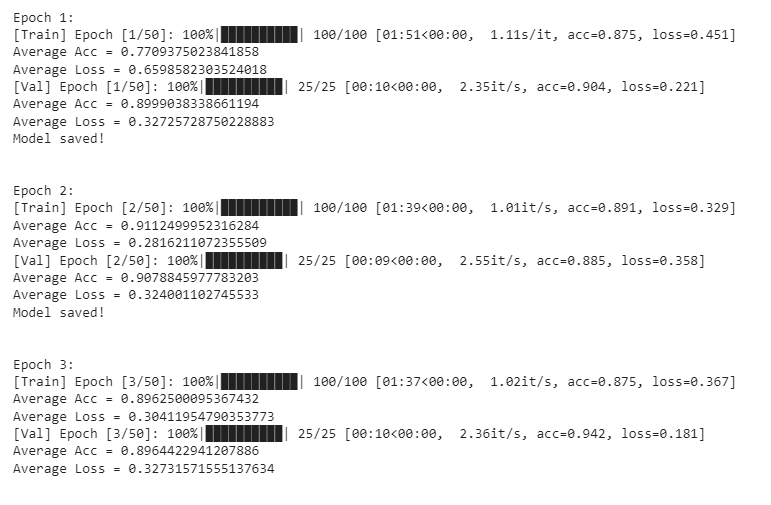 Epoch 1:
[Train] Epoch [1/50]: 100%|██████████| 100/100 [01:51<00:00,  1.11s/it, acc=0.875, loss=0.451]
Average Acc = 0.7709375023841858
Average Loss = 0.6598582303524018
[Val] Epoch [1/50]: 100%|██████████| 25/25 [00:10<00:00,  2.35it/s, acc=0.904, loss=0.221]
Average Acc = 0.8999038338661194
Average Loss = 0.32725728750228883
Model saved!
Epoch 2:
[Train] Epoch [2/50]: 100%|██████████| 100/100 [01:39<00:00,  1.01it/s, acc=0.891, loss=0.329]
Average Acc = 0.9112499952316284
Average Loss = 0.2816211072355509
[Val] Epoch [2/50]: 100%|██████████| 25/25 [00:09<00:00,  2.55it/s, acc=0.885, loss=0.358]
Average Acc = 0.9078845977783203
Average Loss = 0.324001102745533
Model saved!
Epoch 3:
[Train] Epoch [3/50]: 100%|██████████| 100/100 [01:37<00:00,  1.02it/s, acc=0.875, loss=0.367]
Average Acc = 0.8962500095367432
Average Loss = 0.30411954790353773
[Val] Epoch [3/50]: 100%|██████████| 25/25 [00:10<00:00,  2.36it/s, acc=0.942, loss=0.181]
Average Acc = 0.8964422941207886
Average Loss = 0.32731571555137634